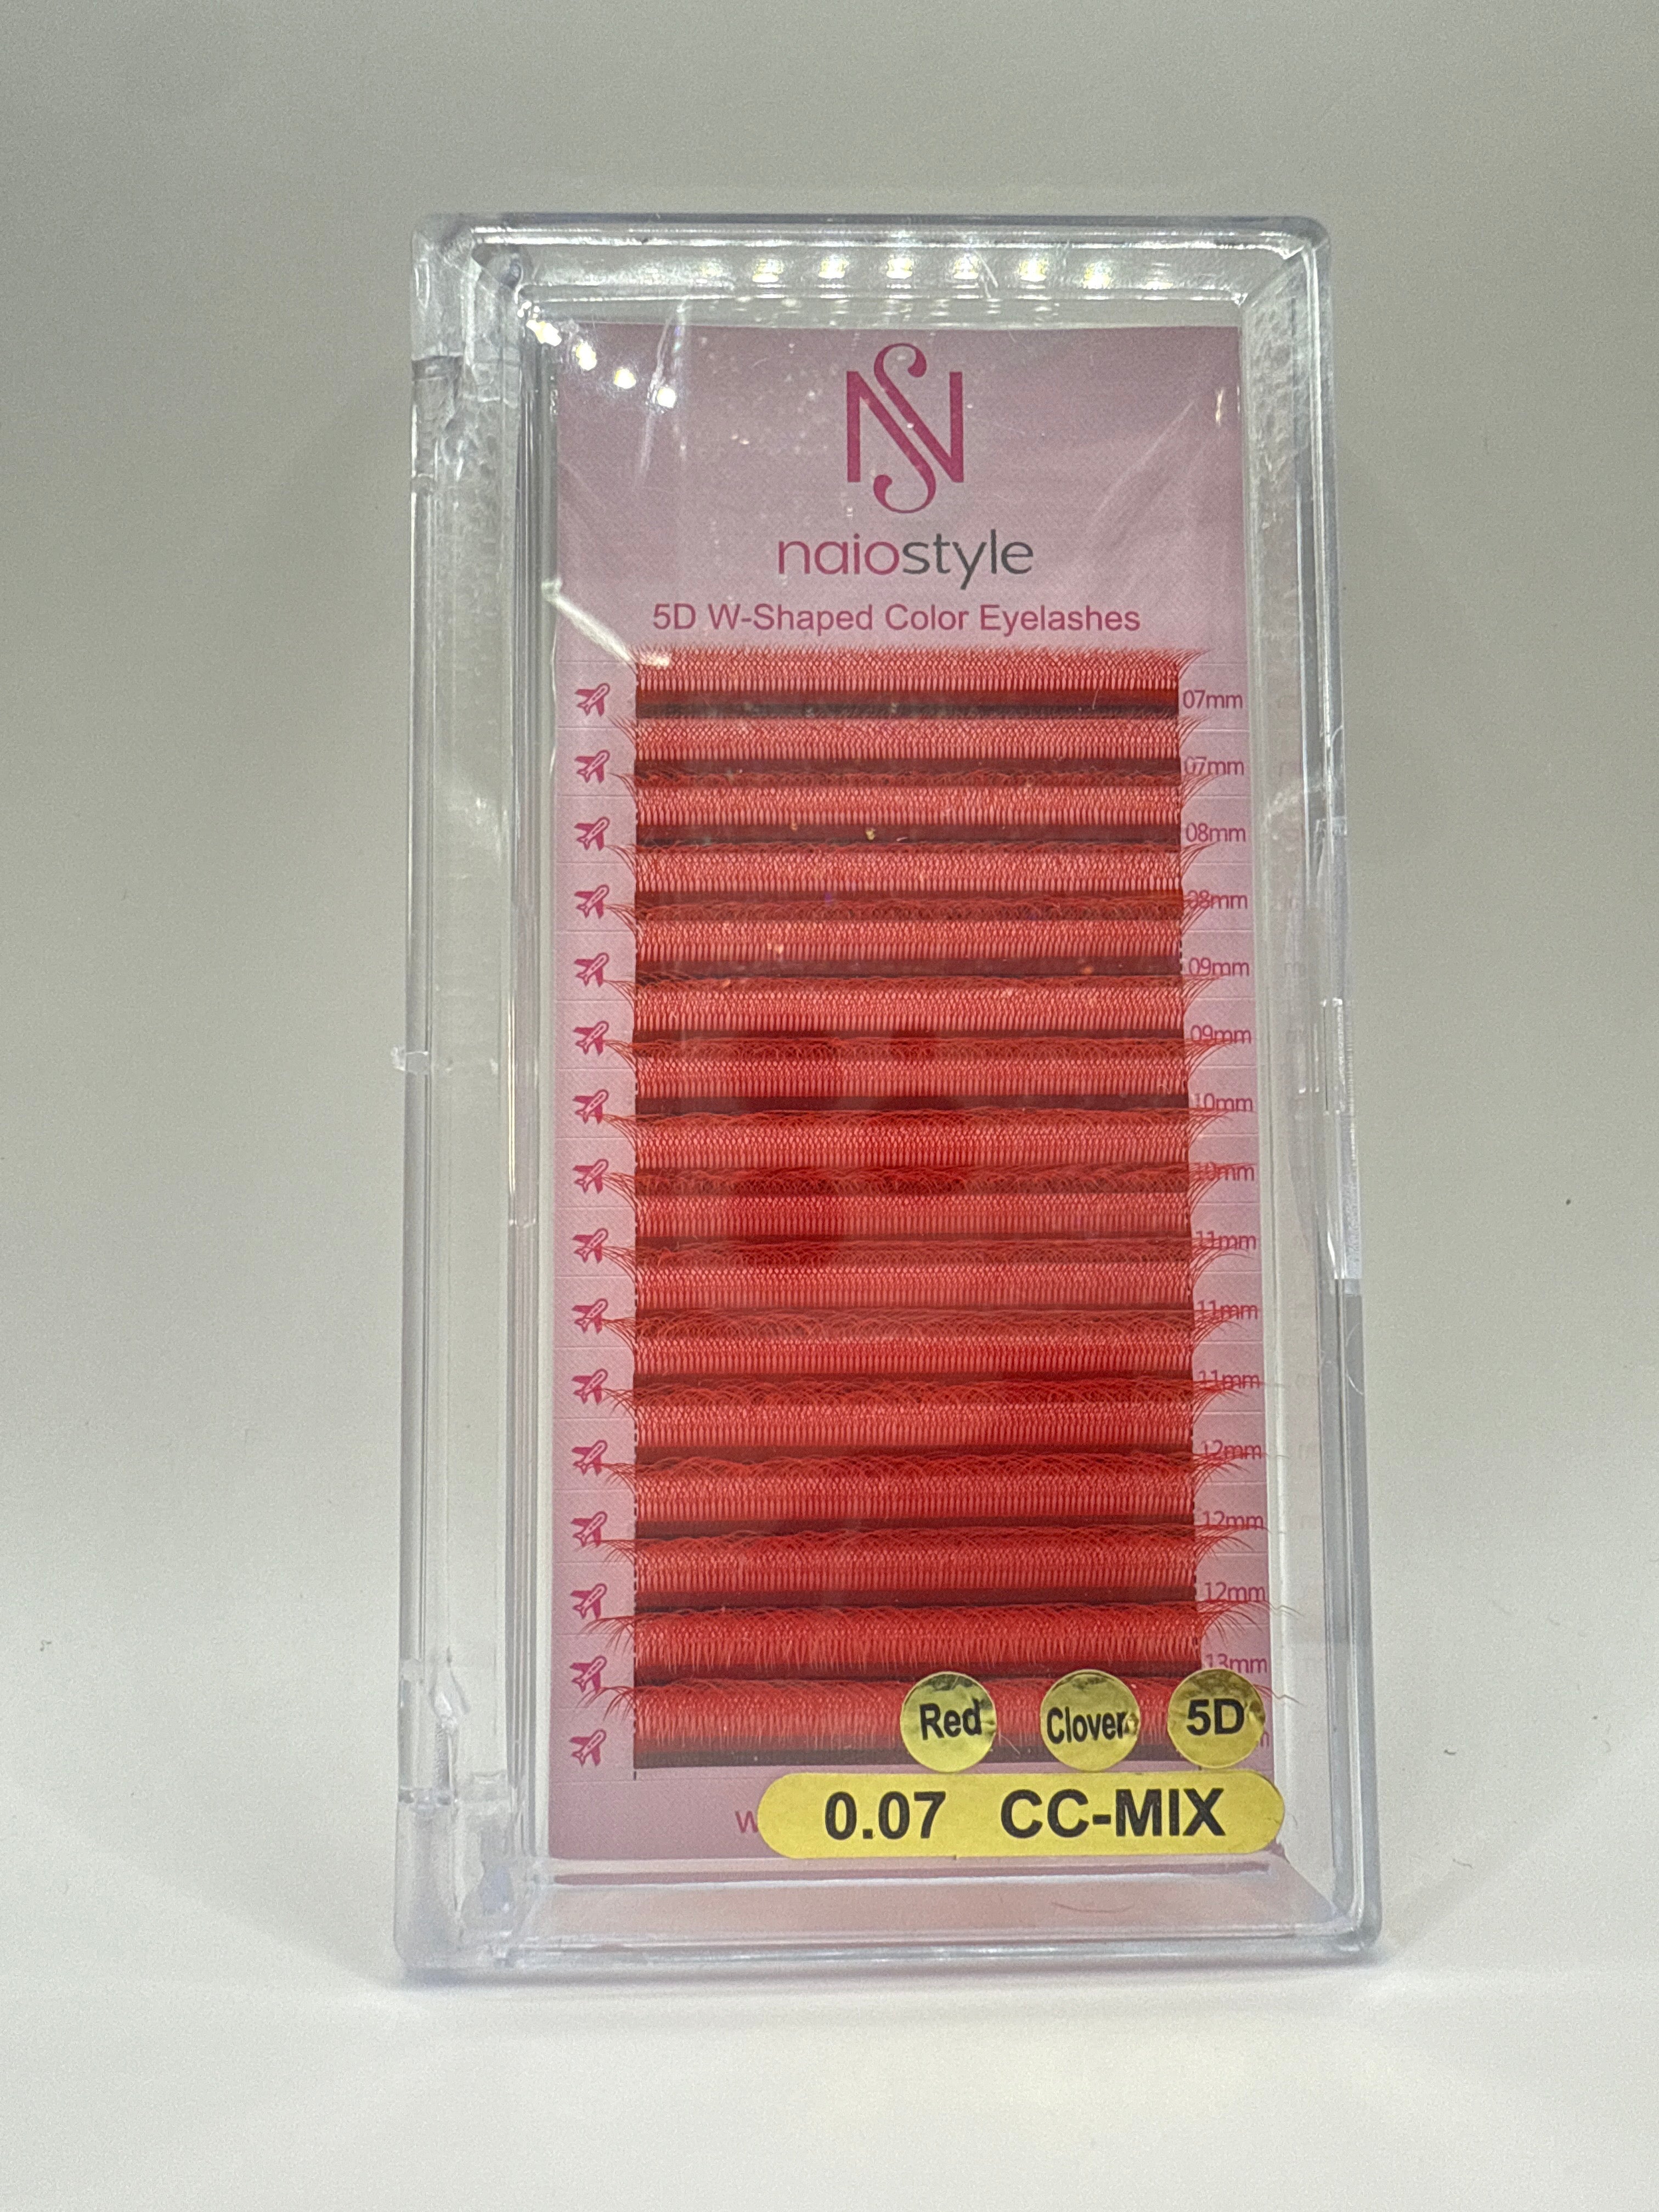 NS
naiostyle
5D W-Shaped Color Eyelashes
07mm
07mm
08mm
08mm
09mm
09mm
10mm
10mm
11mm
11mm
11mm
12mm
12mm
12mm
13mm
Red Clover 5D
0.07 CC-MIX